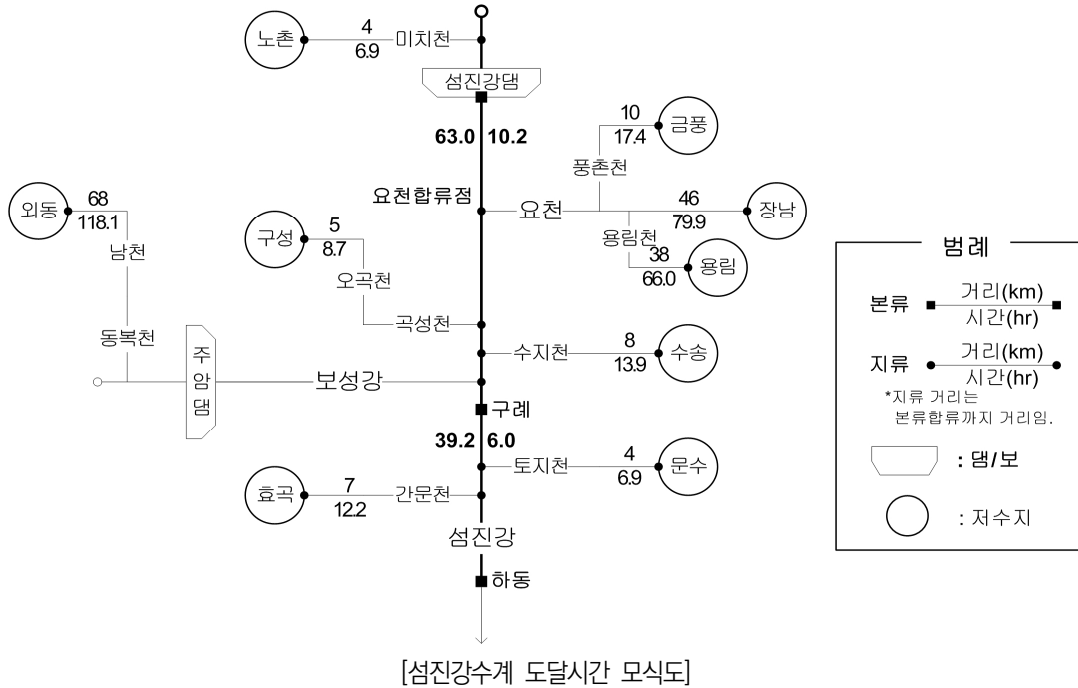 노촌
4
6.9
미치천
섬진강댐
63.0 10.2
10
17.4
금풍
풍촌천
요천합류점
요천
46
79.9
장남
용림천
38
66.0
용림
외동
68
118.1
남천
동복천
구성
5
8.7
오곡천
곡성천
수지천
8
13.9
수송
주암댐
보성강
구례
39.2 6.0
토지천
4
6.9
문수
효곡
7
12.2
간문천
섬진강
하동
범례
본류
거리(km)
시간(hr)
지류
거리(km)
시간(hr)
*지류 거리는
본류합류까지 거리임.
: 댐/보
: 저수지
[섬진강수계 도달시간 모식도]